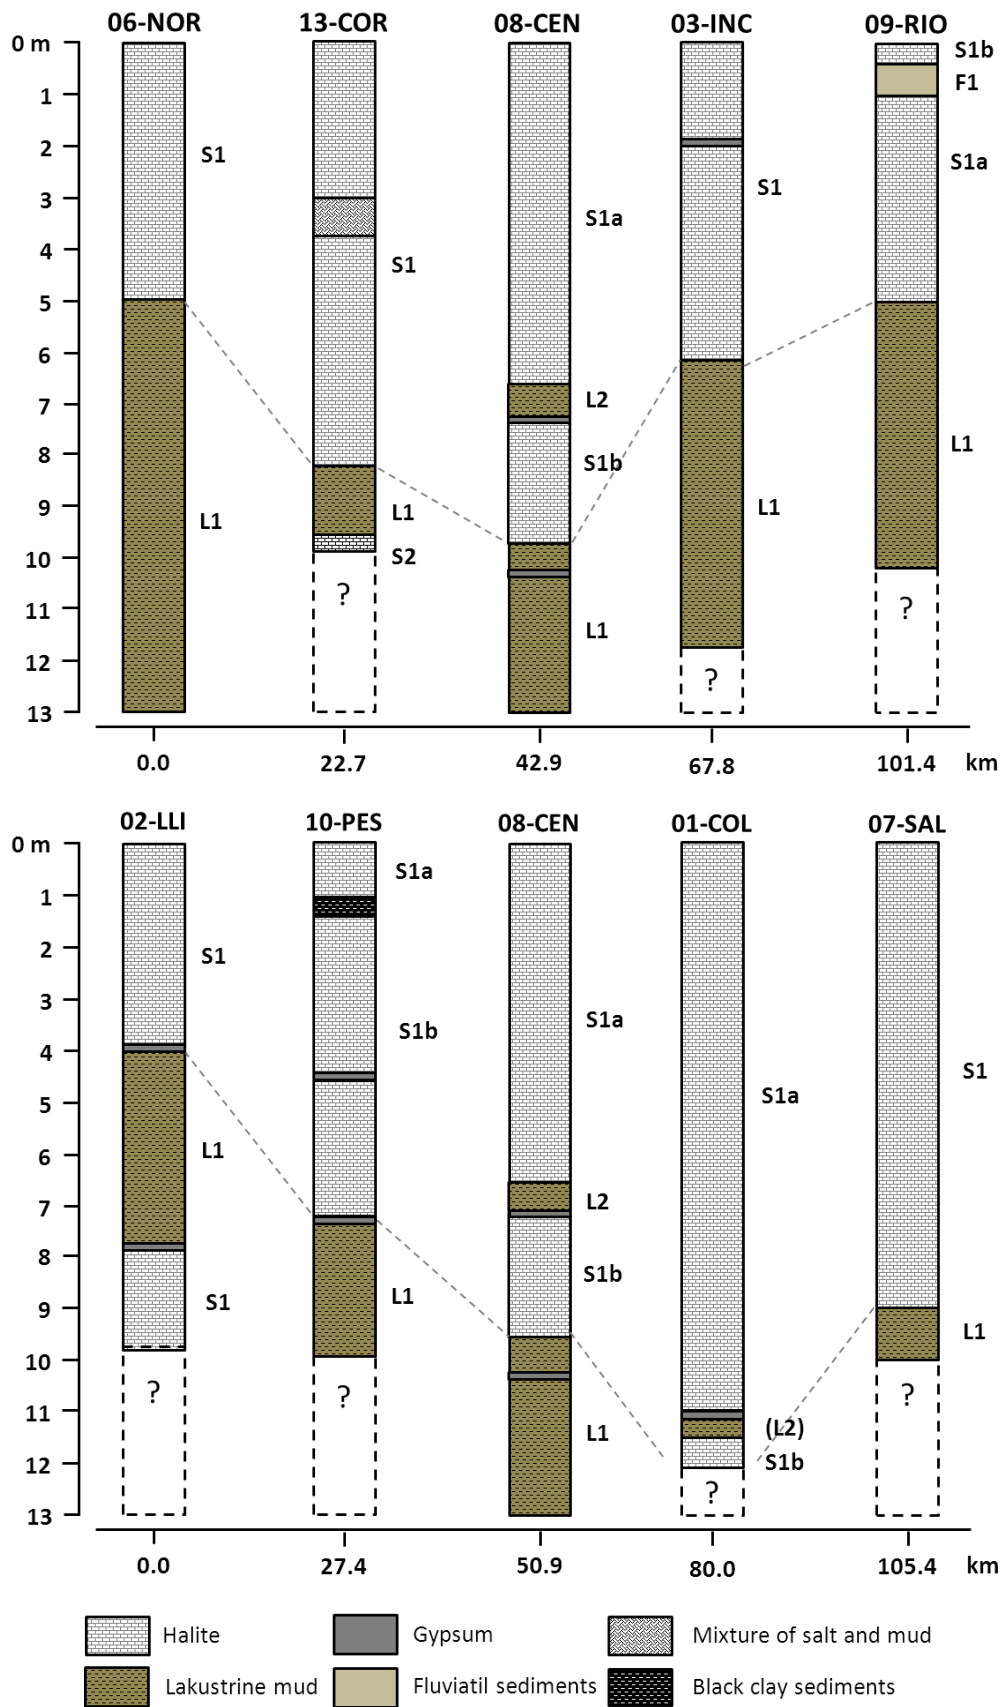 06-NOR 13-COR 08-CEN 03-INC 09-RIO
0 m
S1b
F1
1
2
S1
S1a
S1
3
S1a
4
S1
5
6
7
L2
8
S1b
L1
9
L1
L1
L1
10
S2
?
?
11
L1
12
?
13
0.0 22.7 42.9 67.8 101.4 km
02-LLI 10-PES 08-CEN 01-COL 07-SAL
0 m
S1a
1
2
S1
3
S1b
S1a
4
S1
5
S1a
6
L1
7
L2
8
S1b
9
S1
L1
L1
10
?
?
?
11
L1
(L2)
12
S1b
?
13
0.0 27.4 50.9 80.0 105.4 km
Halite Gypsum Mixture of salt and mud
Lakustrine mud Fluviatil sediments Black clay sediments